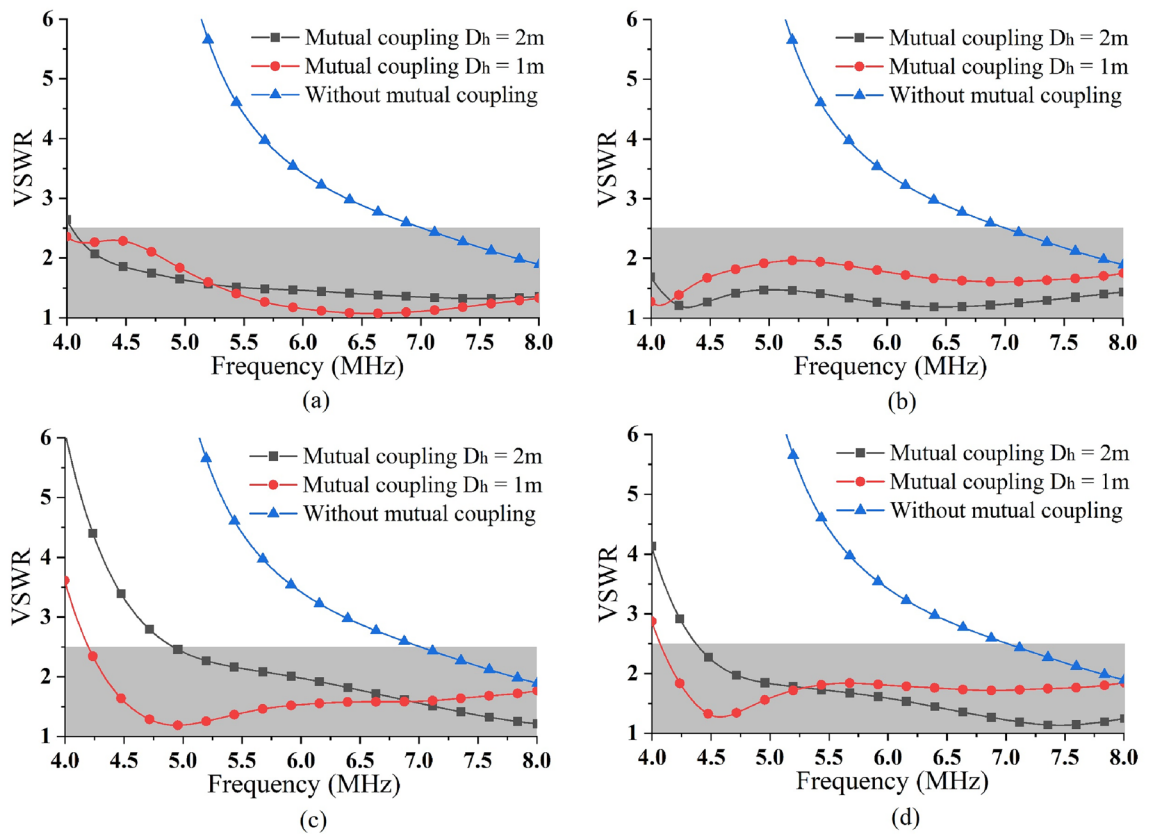 6
5
4
3
2
1
VSWR
Mutual coupling Dh = 2m
Mutual coupling Dh = 1m
Without mutual coupling
4.0 4.5 5.0 5.5 6.0 6.5 7.0 7.5 8.0
Frequency (MHz)
(a)
6
5
4
3
2
1
VSWR
Mutual coupling Dh = 2m
Mutual coupling Dh = 1m
Without mutual coupling
4.0 4.5 5.0 5.5 6.0 6.5 7.0 7.5 8.0
Frequency (MHz)
(b)
6
5
4
3
2
1
VSWR
Mutual coupling Dh = 2m
Mutual coupling Dh = 1m
Without mutual coupling
4.0 4.5 5.0 5.5 6.0 6.5 7.0 7.5 8.0
Frequency (MHz)
(c)
6
5
4
3
2
1
VSWR
Mutual coupling Dh = 2m
Mutual coupling Dh = 1m
Without mutual coupling
4.0 4.5 5.0 5.5 6.0 6.5 7.0 7.5 8.0
Frequency (MHz)
(d)